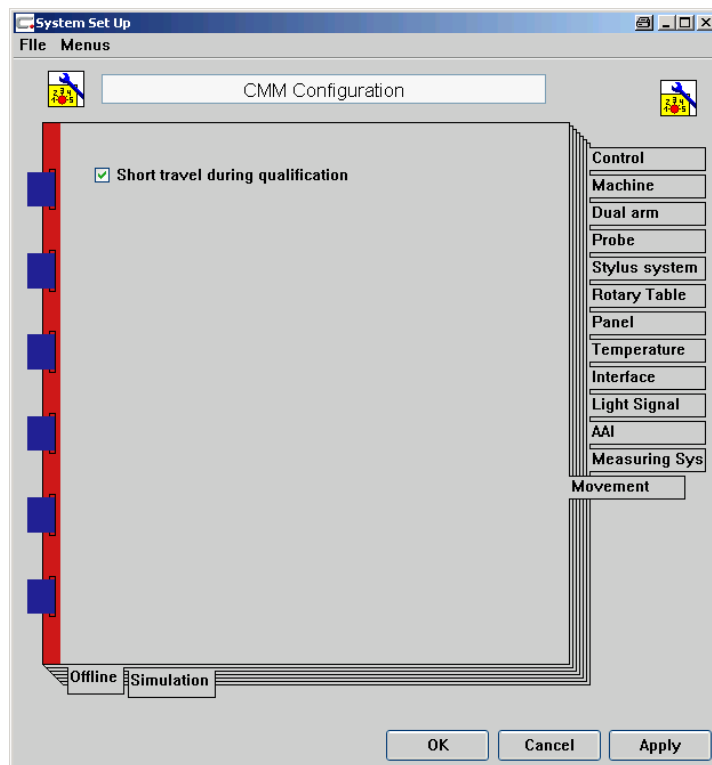 System Set Up
File Menus
CMM Configuration
Short travel during qualification
Control
Machine
Dual arm
Probe
Stylus system
Rotary Table
Panel
Temperature
Interface
Light Signal
AAI
Measuring Sys
Movement
Offline
Simulation
OK
Cancel
Apply